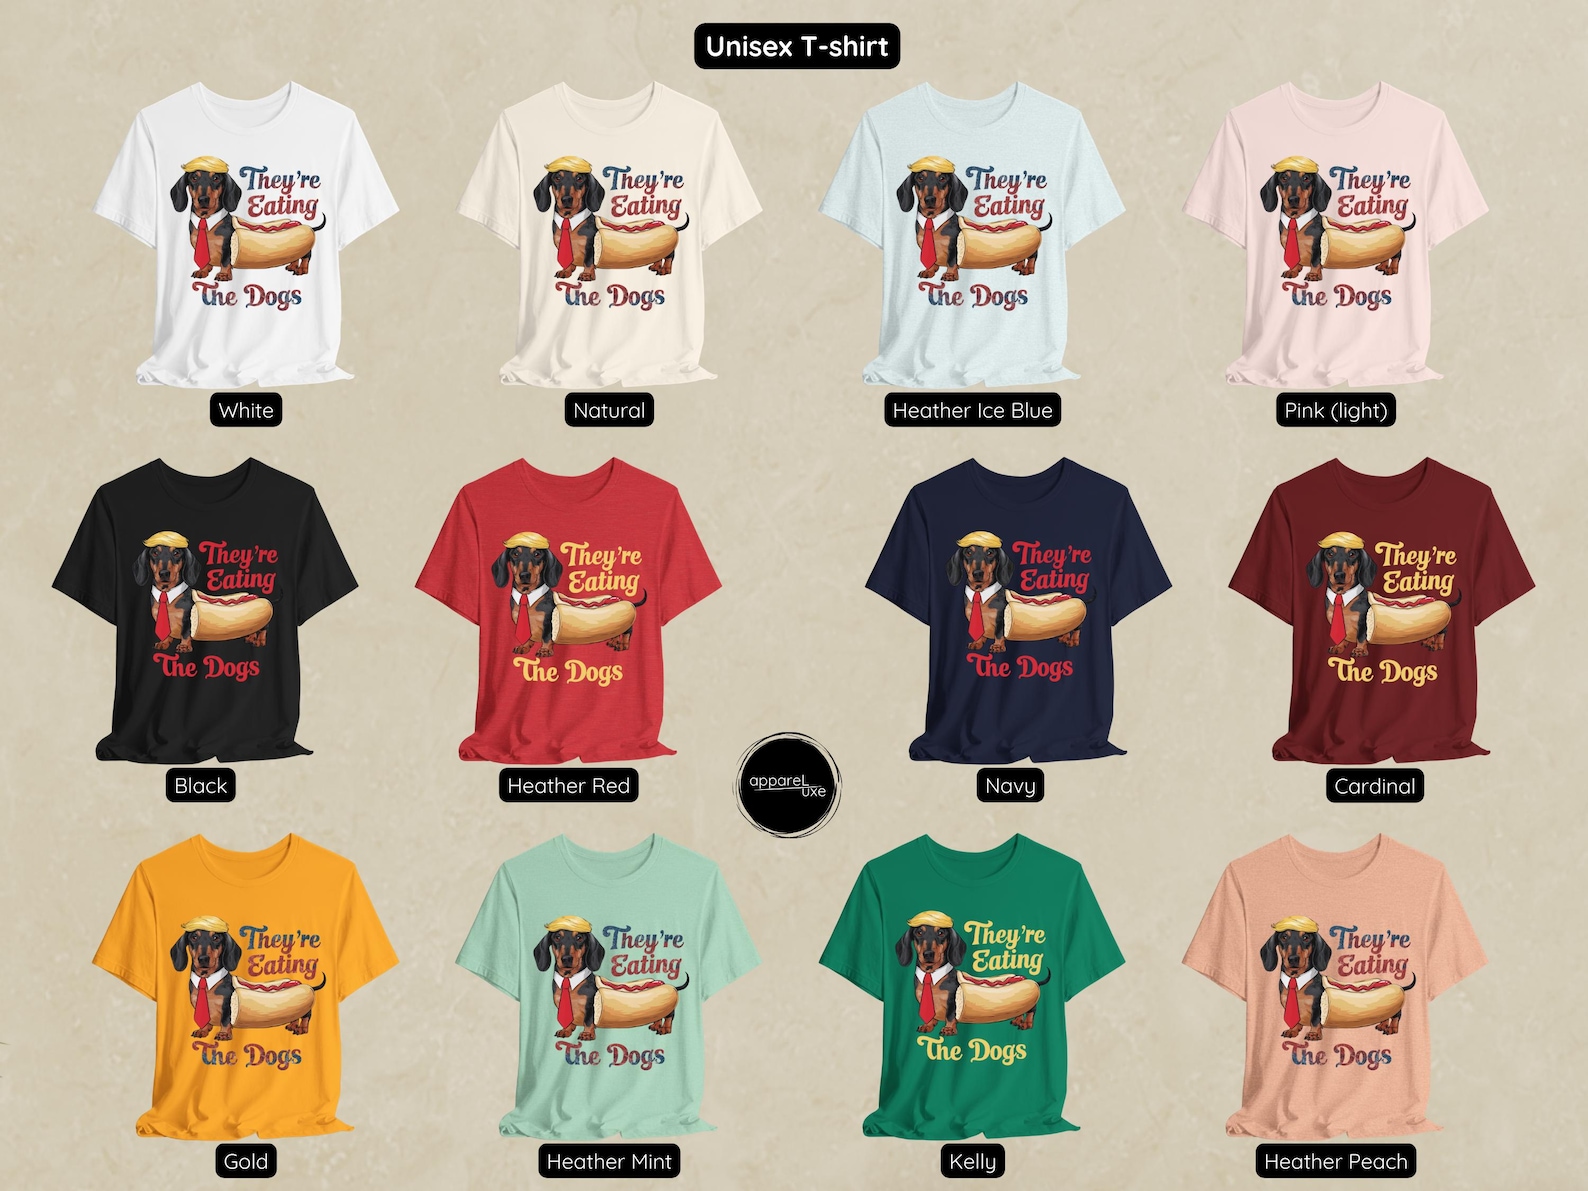 Unisex T-shirt
They're
Eating
The Dogs
White
They're
Eating
The Dogs
Natural
They're
Eating
The Dogs
Heather Ice Blue
They're
Eating
The Dogs
Pink (light)
They're
Eating
The Dogs
Black
They're
Eating
The Dogs
Heather Red
They're
Eating
The Dogs
Navy
They're
Eating
The Dogs
Cardinal
appareL
uxe
They're
Eating
The Dogs
Gold
They're
Eating
The Dogs
Heather Mint
They're
Eating
The Dogs
Kelly
They're
Eating
The Dogs
Heather Peach